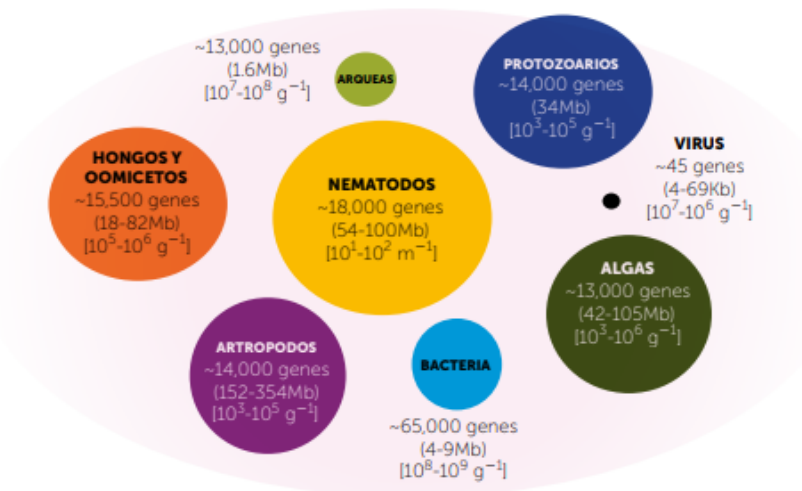 ~13,000 genes
(1.6Mb)
[10⁷-10⁸ g⁻¹]
ARQUEAS
PROTOZOARIOS
~14,000 genes
(34Mb)
[10³-10⁵ g⁻¹]
HONGOS Y
OOMICETOS
~15,500 genes
(18-82Mb)
[10⁵-10⁶ g⁻¹]
NEMATODOS
~18,000 genes
(54-100Mb)
[10¹-10² m⁻¹]
VIRUS
~45 genes
(4-69Kb)
[10⁷-10⁶ g⁻¹]
ALGAS
~13,000 genes
(42-105Mb)
[10³-10⁶ g⁻¹]
ARTROPODOS
~14,000 genes
(152-354Mb)
[10³-10⁵ g⁻¹]
BACTERIA
~65,000 genes
(4-9Mb)
[10⁸-10⁹ g⁻¹]